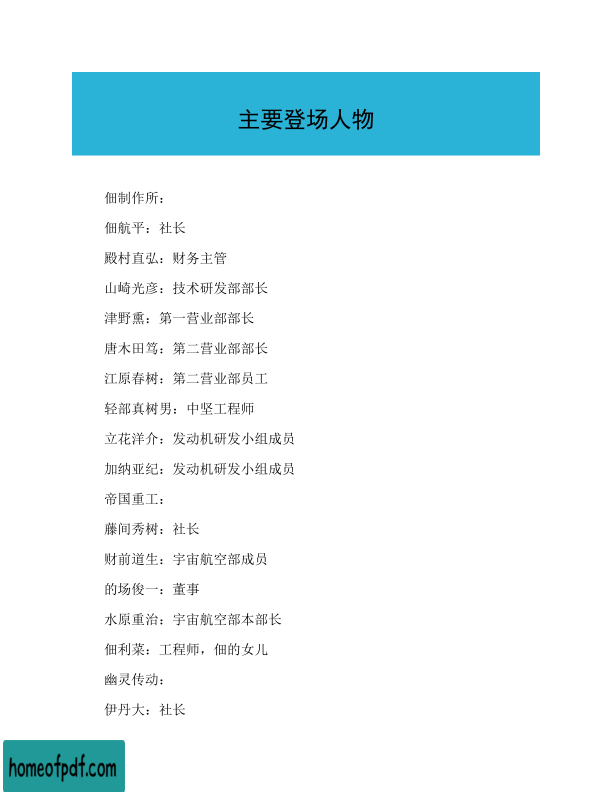 主要登场人物
佃制作所：
佃航平：社长
殿村直弘：财务主管
山崎光彦：技术研发部部长
津野熏：第一营业部部长
唐木田笃：第二营业部部长
江原春树：第二营业部员工
轻部真树男：中坚工程师
立花洋介：发动机研发小组成员
加纳亚纪：发动机研发小组成员
帝国重工：
藤间秀树：社长
财前道生：宇宙航空部成员
的场俊一：董事
水原重治：宇宙航空部本部长
佃利菜：工程师，佃的女儿
幽灵传动：
伊丹大：社长
homeofpdf.com